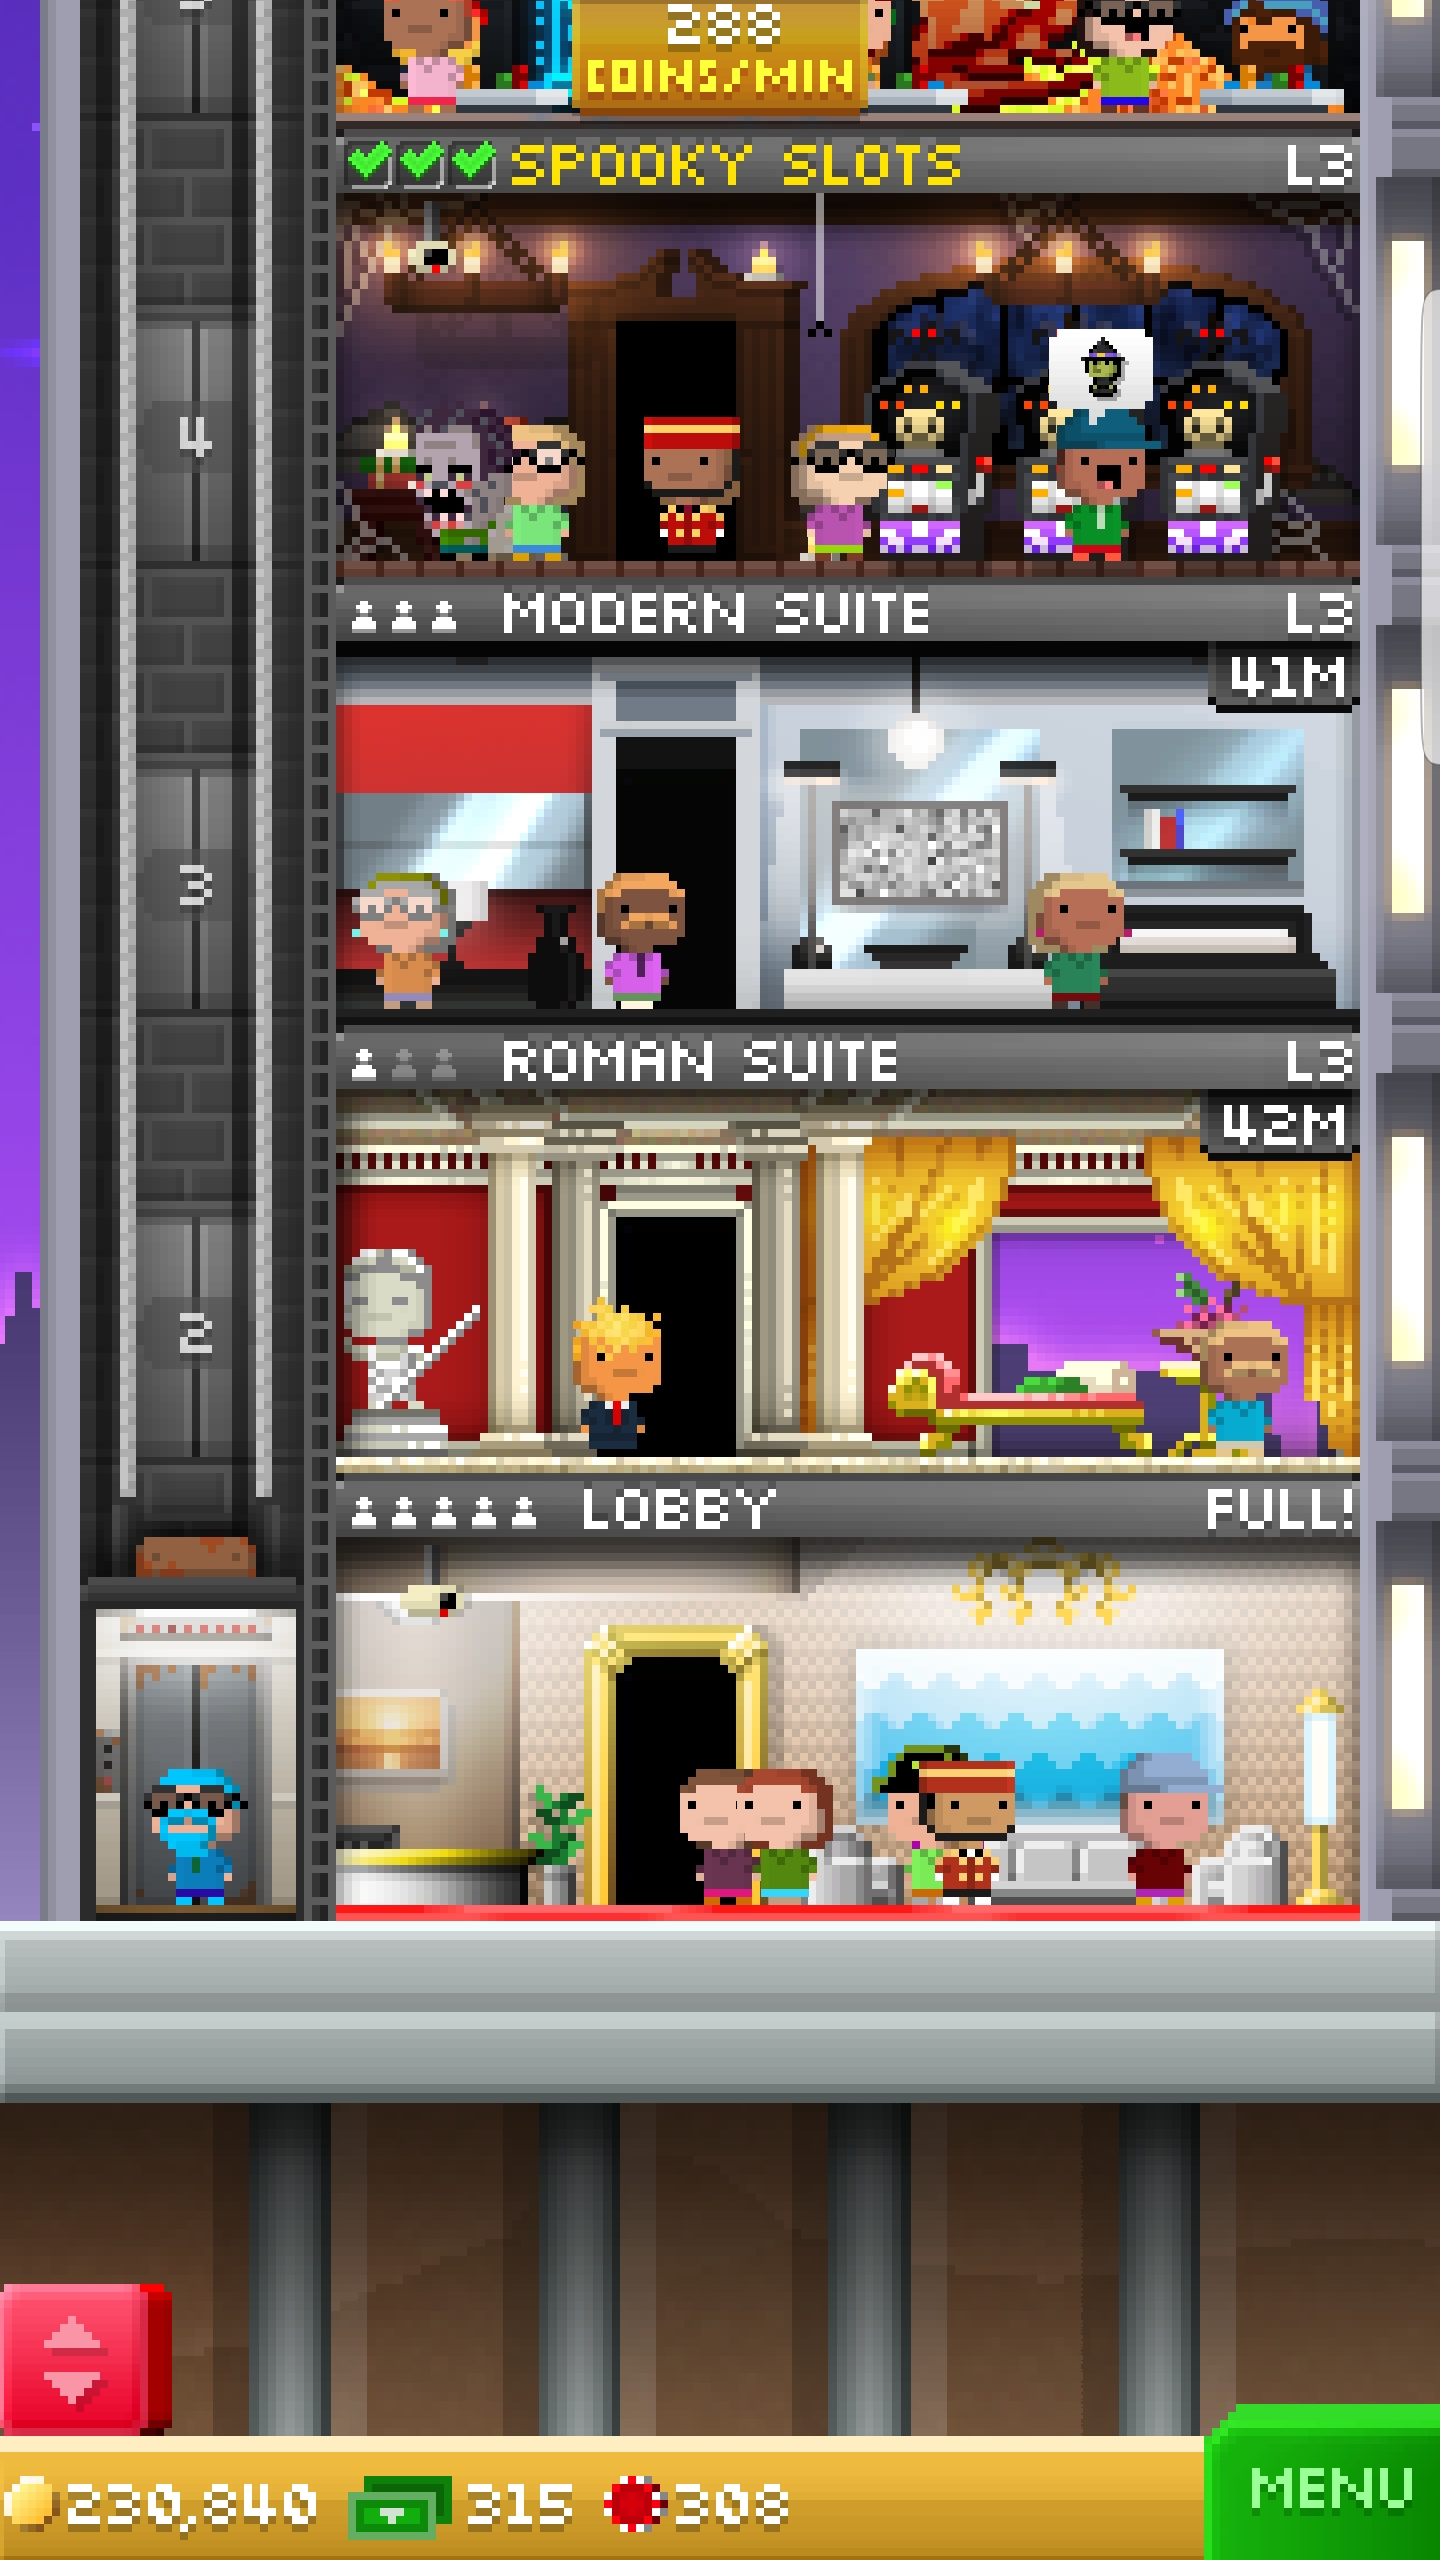 288
COINS/MIN
SPOOKY SLOTS L3
4
MODERN SUITE L3
41M
3
ROMAN SUITE L3
42M
2
LOBBY FULL!
230,840 315 308
MENU